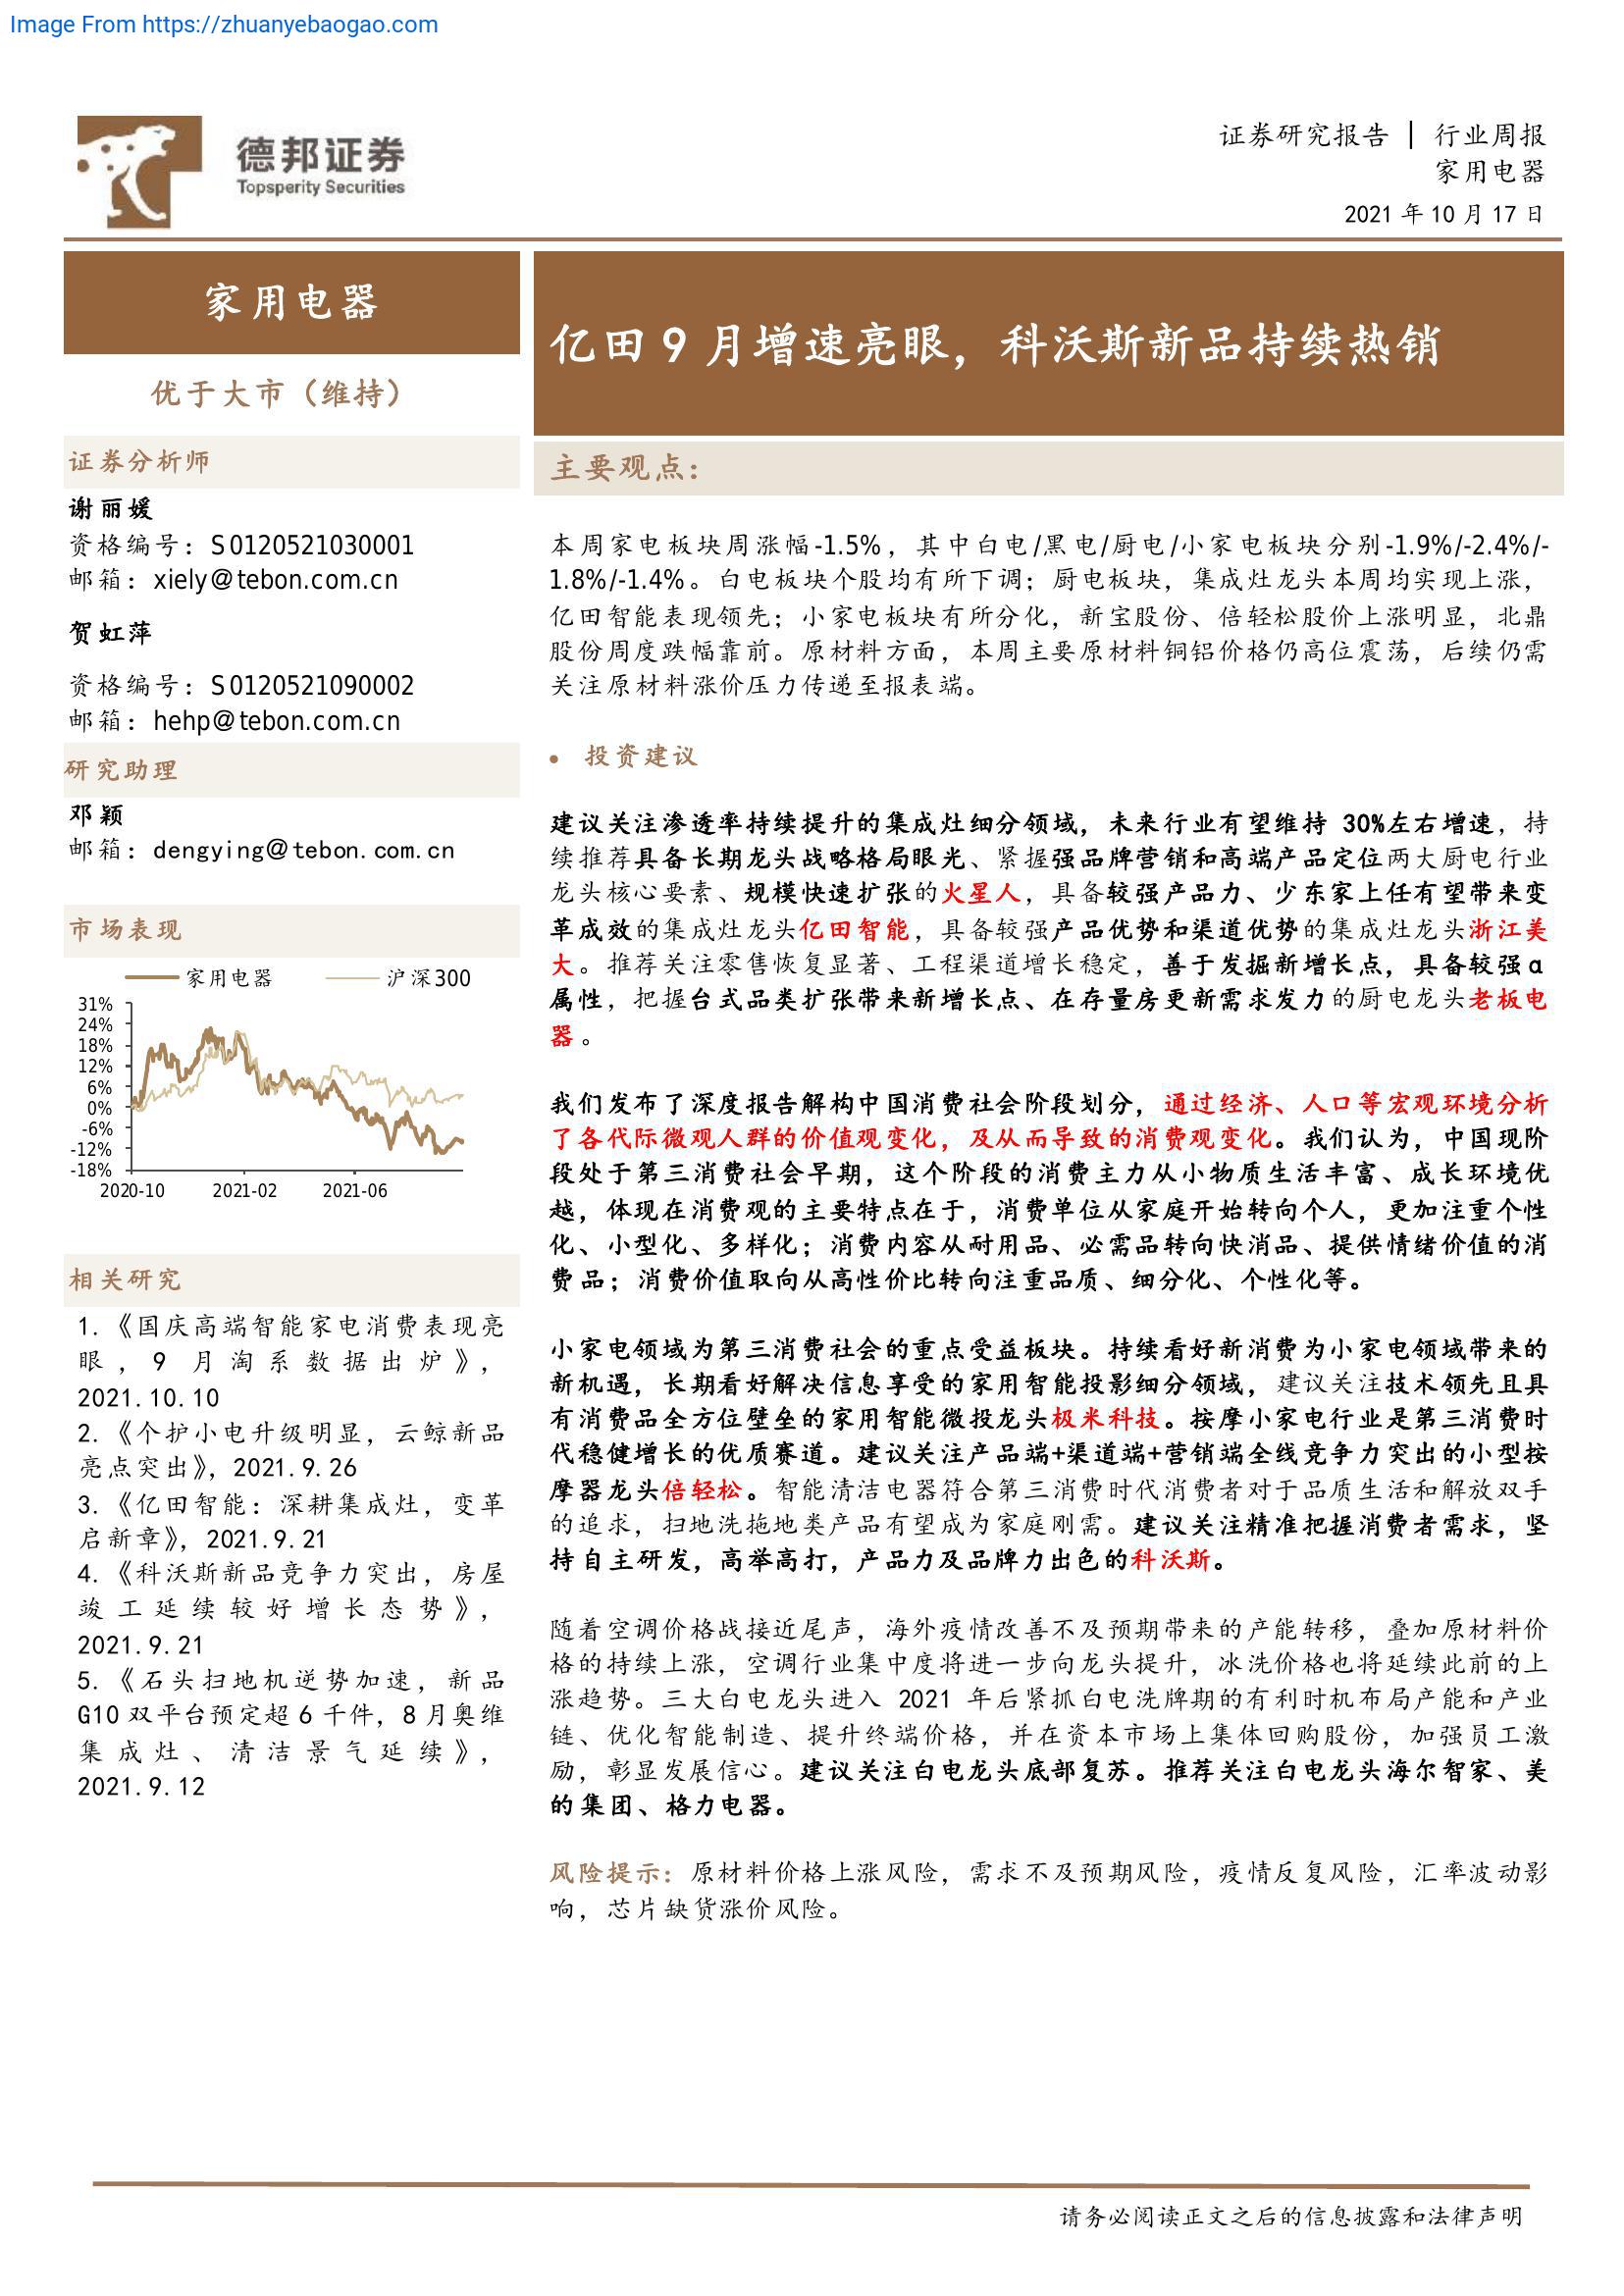 Image From https://zhuanyebaogao.com
德邦证券
Topsperity Securities
证券研究报告 | 行业周报
家用电器
2021 年 10 月 17 日
家用电器
优于大市（维持）
证券分析师
谢丽媛
资格编号：S0120521030001
邮箱：xiely@tebon.com.cn
贺虹萍
资格编号：S0120521090002
邮箱：hehp@tebon.com.cn
研究助理
邓颖
邮箱：dengying@tebon.com.cn
市场表现
家用电器 沪深300
31%
24%
18%
12%
6%
0%
-6%
-12%
-18%
2020-10 2021-02 2021-06
相关研究
1.《国庆高端智能家电消费表现亮
眼，9 月淘系数据出炉》，
2021.10.10
2.《个护小电升级明显，云鲸新品
亮点突出》，2021.9.26
3.《亿田智能：深耕集成灶，变革
启新章》，2021.9.21
4.《科沃斯新品竞争力突出，房屋
竣工延续较好增长态势》，
2021.9.21
5.《石头扫地机逆势加速，新品
G10 双平台预定超 6 千件，8 月奥维
集成灶、清洁景气延续》，
2021.9.12
亿田 9 月增速亮眼，科沃斯新品持续热销
主要观点：
本周家电板块周涨幅-1.5%，其中白电/黑电/厨电/小家电板块分别-1.9%/-2.4%/-
1.8%/-1.4%。白电板块个股均有所下调；厨电板块，集成灶龙头本周均实现上涨，
亿田智能表现领先；小家电板块有所分化，新宝股份、倍轻松股价上涨明显，北鼎
股份周度跌幅靠前。原材料方面，本周主要原材料铜铝价格仍高位震荡，后续仍需
关注原材料涨价压力传递至报表端。
• 投资建议
建议关注渗透率持续提升的集成灶细分领域，未来行业有望维持 30%左右增速，持
续推荐具备长期龙头战略格局眼光、紧握强品牌营销和高端产品定位两大厨电行业
龙头核心要素、规模快速扩张的火星人，具备较强产品力、少东家上任有望带来变
革成效的集成灶龙头亿田智能，具备较强产品优势和渠道优势的集成灶龙头浙江美
大。推荐关注零售恢复显著、工程渠道增长稳定，善于发掘新增长点，具备较强α
属性，把握台式品类扩张带来新增长点、在存量房更新需求发力的厨电龙头老板电
器。
我们发布了深度报告解构中国消费社会阶段划分，通过经济、人口等宏观环境分析
了各代际微观人群的价值观变化，及从而导致的消费观变化。我们认为，中国现阶
段处于第三消费社会早期，这个阶段的消费主力从小物质生活丰富、成长环境优
越，体现在消费观的主要特点在于，消费单位从家庭开始转向个人，更加注重个性
化、小型化、多样化；消费内容从耐用品、必需品转向快消品、提供情绪价值的消
费品；消费价值取向从高性价比转向注重品质、细分化、个性化等。
小家电领域为第三消费社会的重点受益板块。持续看好新消费为小家电领域带来的
新机遇，长期看好解决信息享受的家用智能投影细分领域，建议关注技术领先且具
有消费品全方位壁垒的家用智能微投龙头极米科技。按摩小家电行业是第三消费时
代稳健增长的优质赛道。建议关注产品端+渠道端+营销端全线竞争力突出的小型按
摩器龙头倍轻松。智能清洁电器符合第三消费时代消费者对于品质生活和解放双手
的追求，扫地洗拖地类产品有望成为家庭刚需。建议关注精准把握消费者需求，坚
持自主研发，高举高打，产品力及品牌力出色的科沃斯。
随着空调价格战接近尾声，海外疫情改善不及预期带来的产能转移，叠加原材料价
格的持续上涨，空调行业集中度将进一步向龙头提升，冰洗价格也将延续此前的上
涨趋势。三大白电龙头进入 2021 年后紧抓白电洗牌期的有利时机布局产能和产业
链、优化智能制造、提升终端价格，并在资本市场上集体回购股份，加强员工激
励，彰显发展信心。建议关注白电龙头底部复苏。推荐关注白电龙头海尔智家、美
的集团、格力电器。
风险提示：原材料价格上涨风险，需求不及预期风险，疫情反复风险，汇率波动影
响，芯片缺货涨价风险。
请务必阅读正文之后的信息披露和法律声明